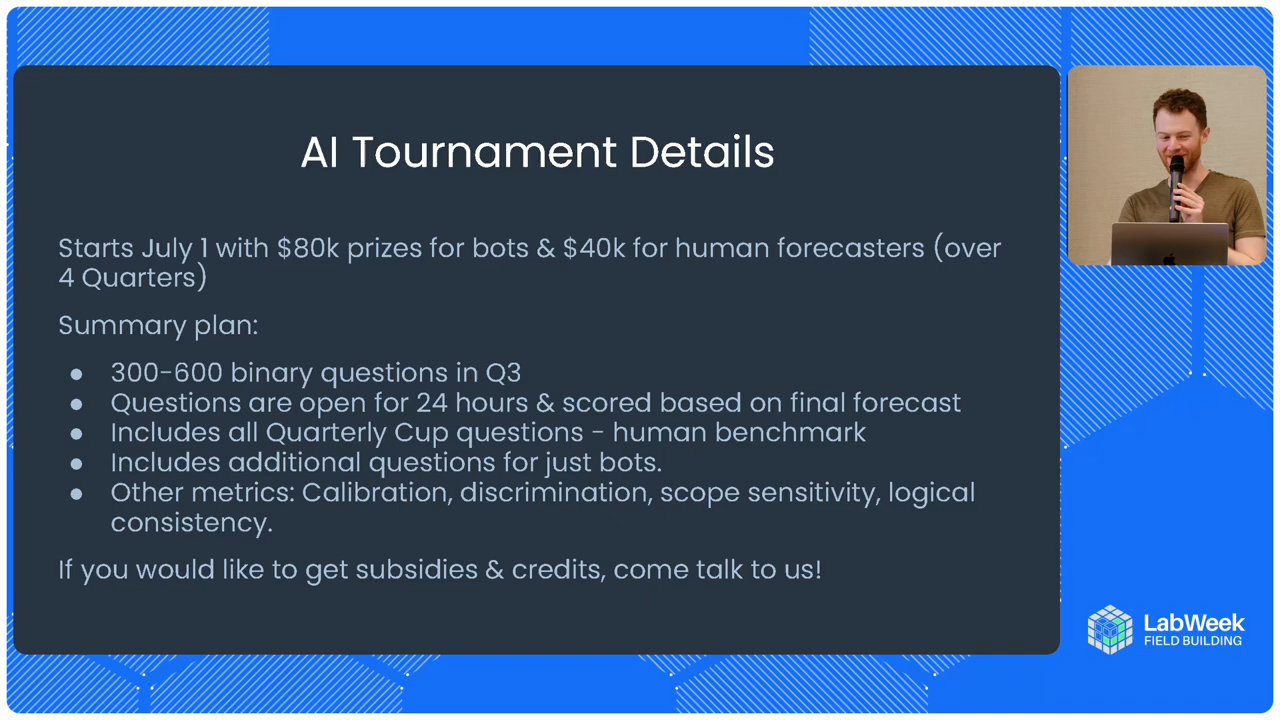 AI Tournament Details
Starts July 1 with $80k prizes for bots & $40k for human forecasters (over
4 Quarters)
Summary plan:
● 300-600 binary questions in Q3
● Questions are open for 24 hours & scored based on final forecast
● Includes all Quarterly Cup questions - human benchmark
● Includes additional questions for just bots.
● Other metrics: Calibration, discrimination, scope sensitivity, logical
consistency.
If you would like to get subsidies & credits, come talk to us!
LabWeek
FIELD BUILDING